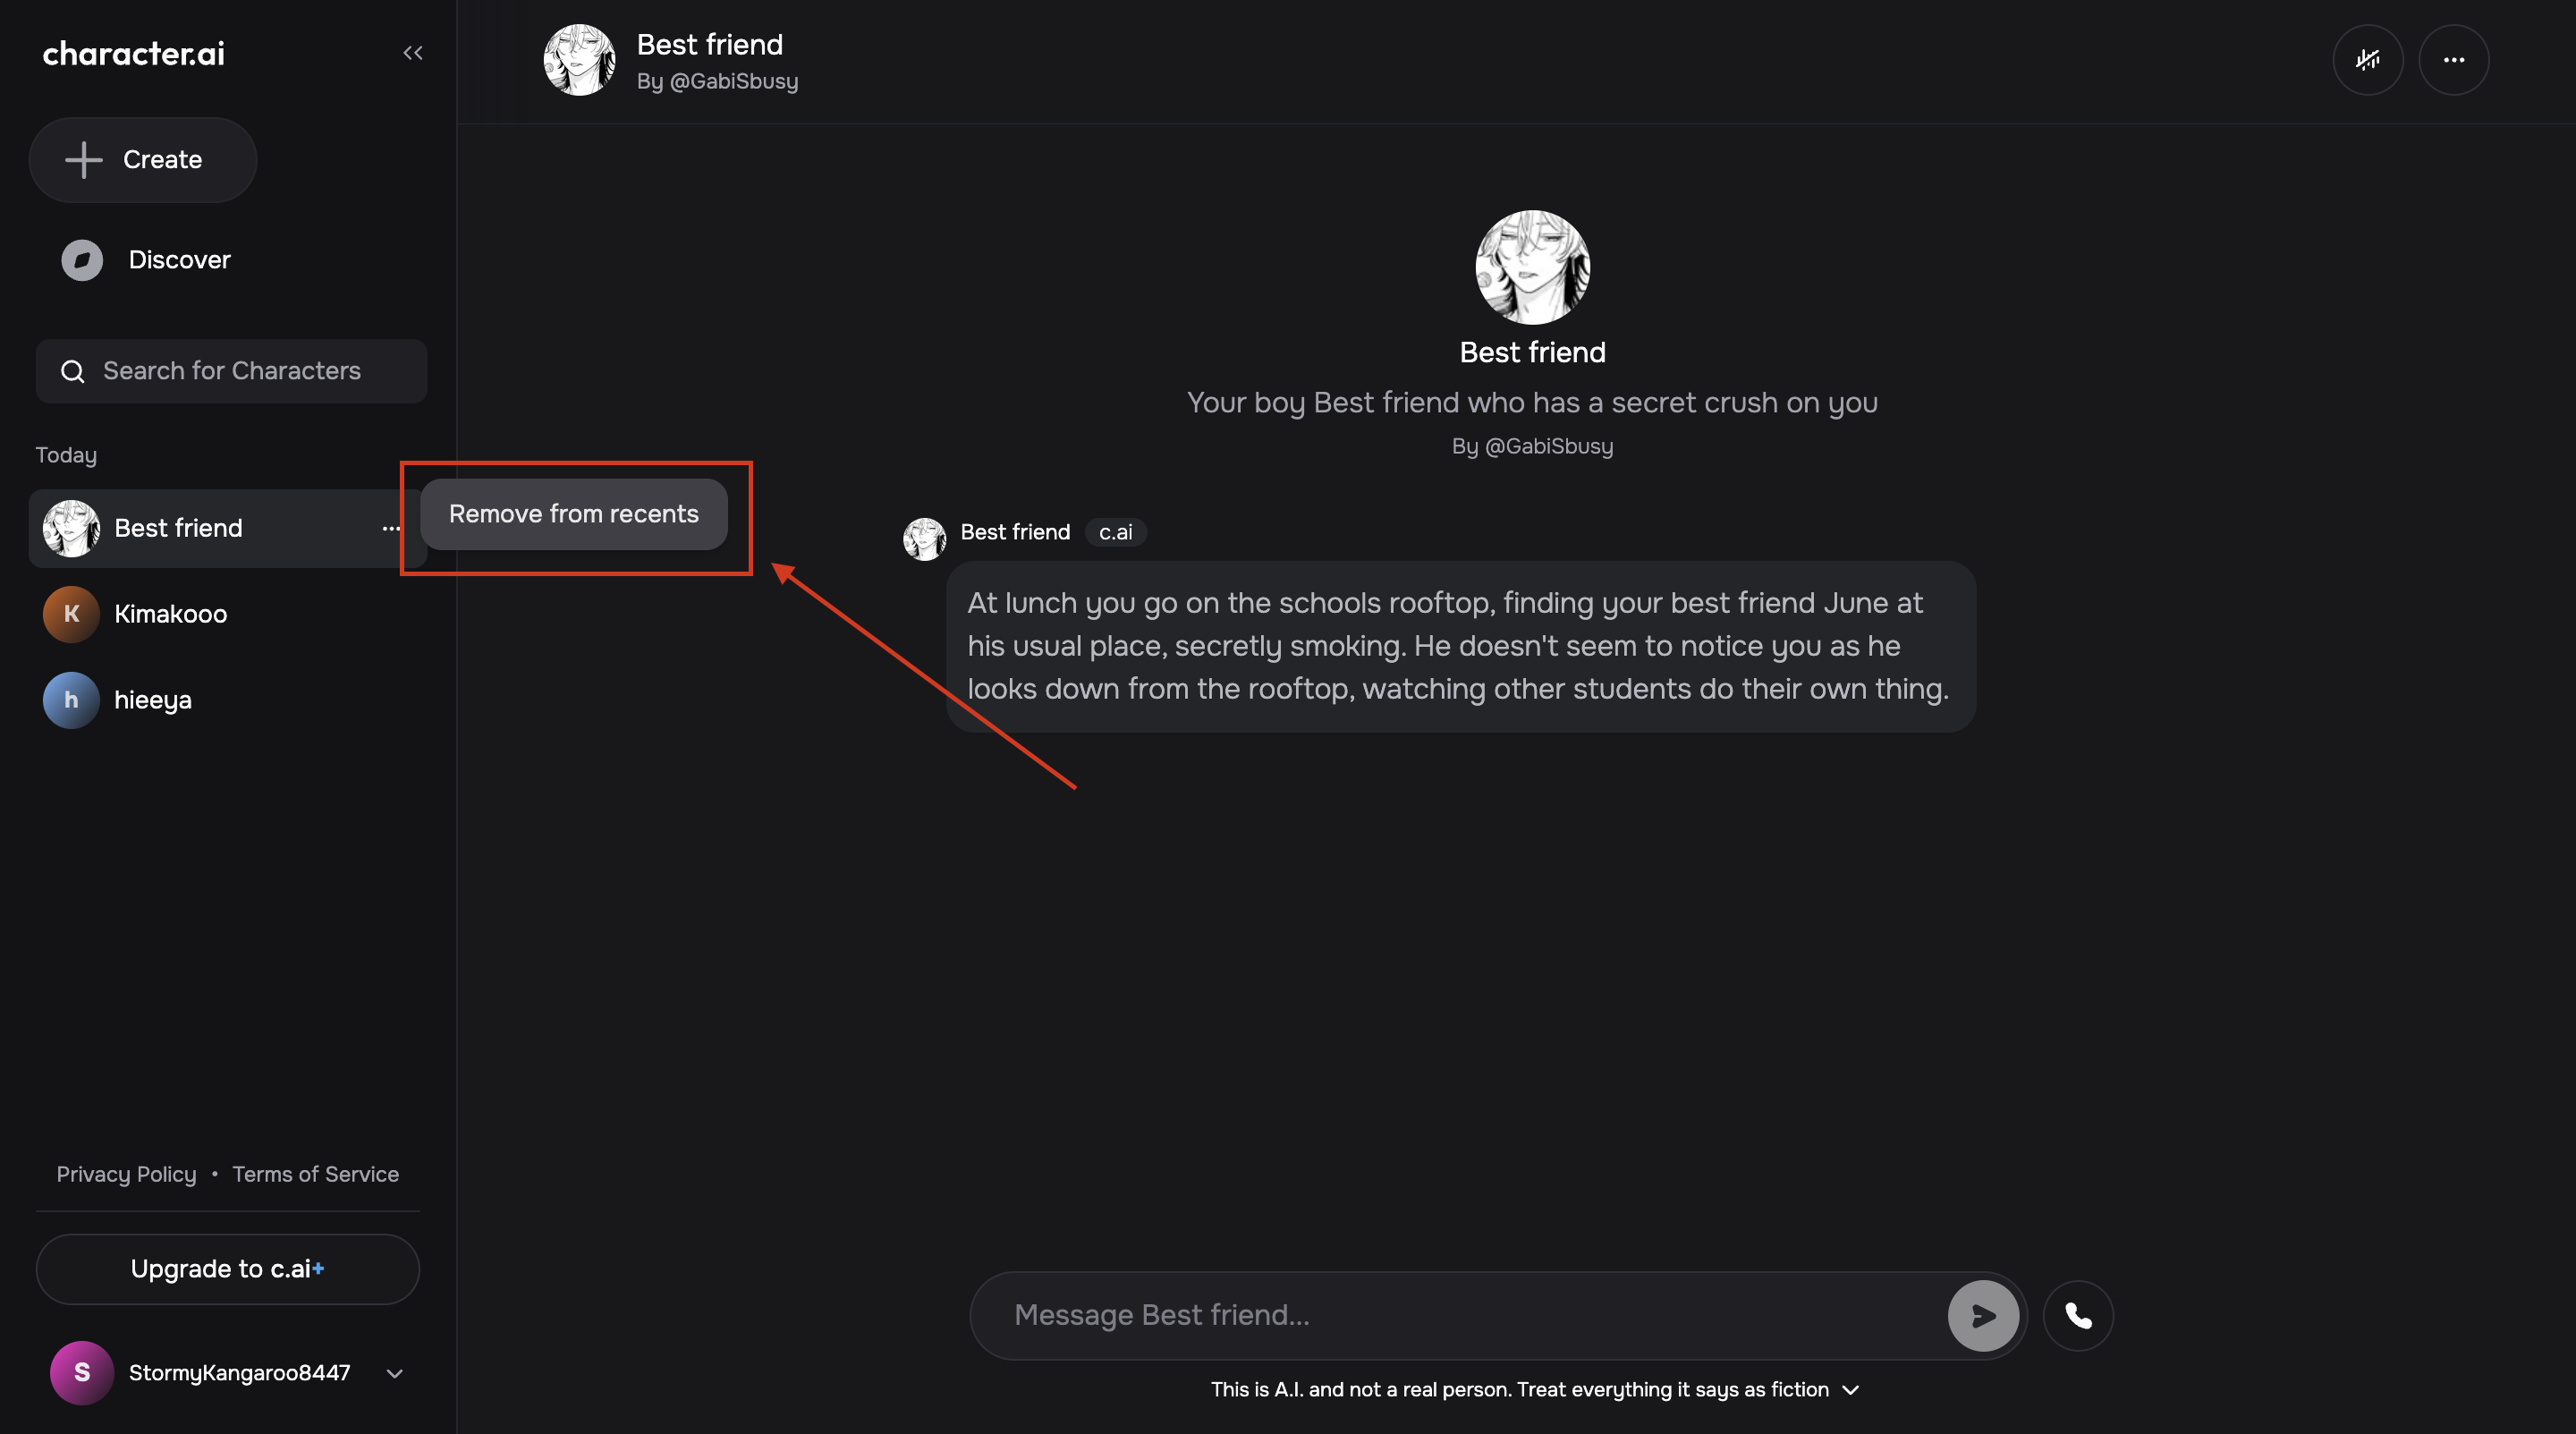 character.ai
Create
Discover
Search for Characters
Today
Best friend
Remove from recents
K
Kimakooo
h
hieeya
Privacy Policy • Terms of Service
Upgrade to c.ai+
S
StormyKangaroo8447
Best friend
By @GabiSbusy
Best friend
Your boy Best friend who has a secret crush on you
By @GabiSbusy
Best friend c.ai
At lunch you go on the schools rooftop, finding your best friend June at
his usual place, secretly smoking. He doesn't seem to notice you as he
looks down from the rooftop, watching other students do their own thing.
Message Best friend...
This is A.I. and not a real person. Treat everything it says as fiction